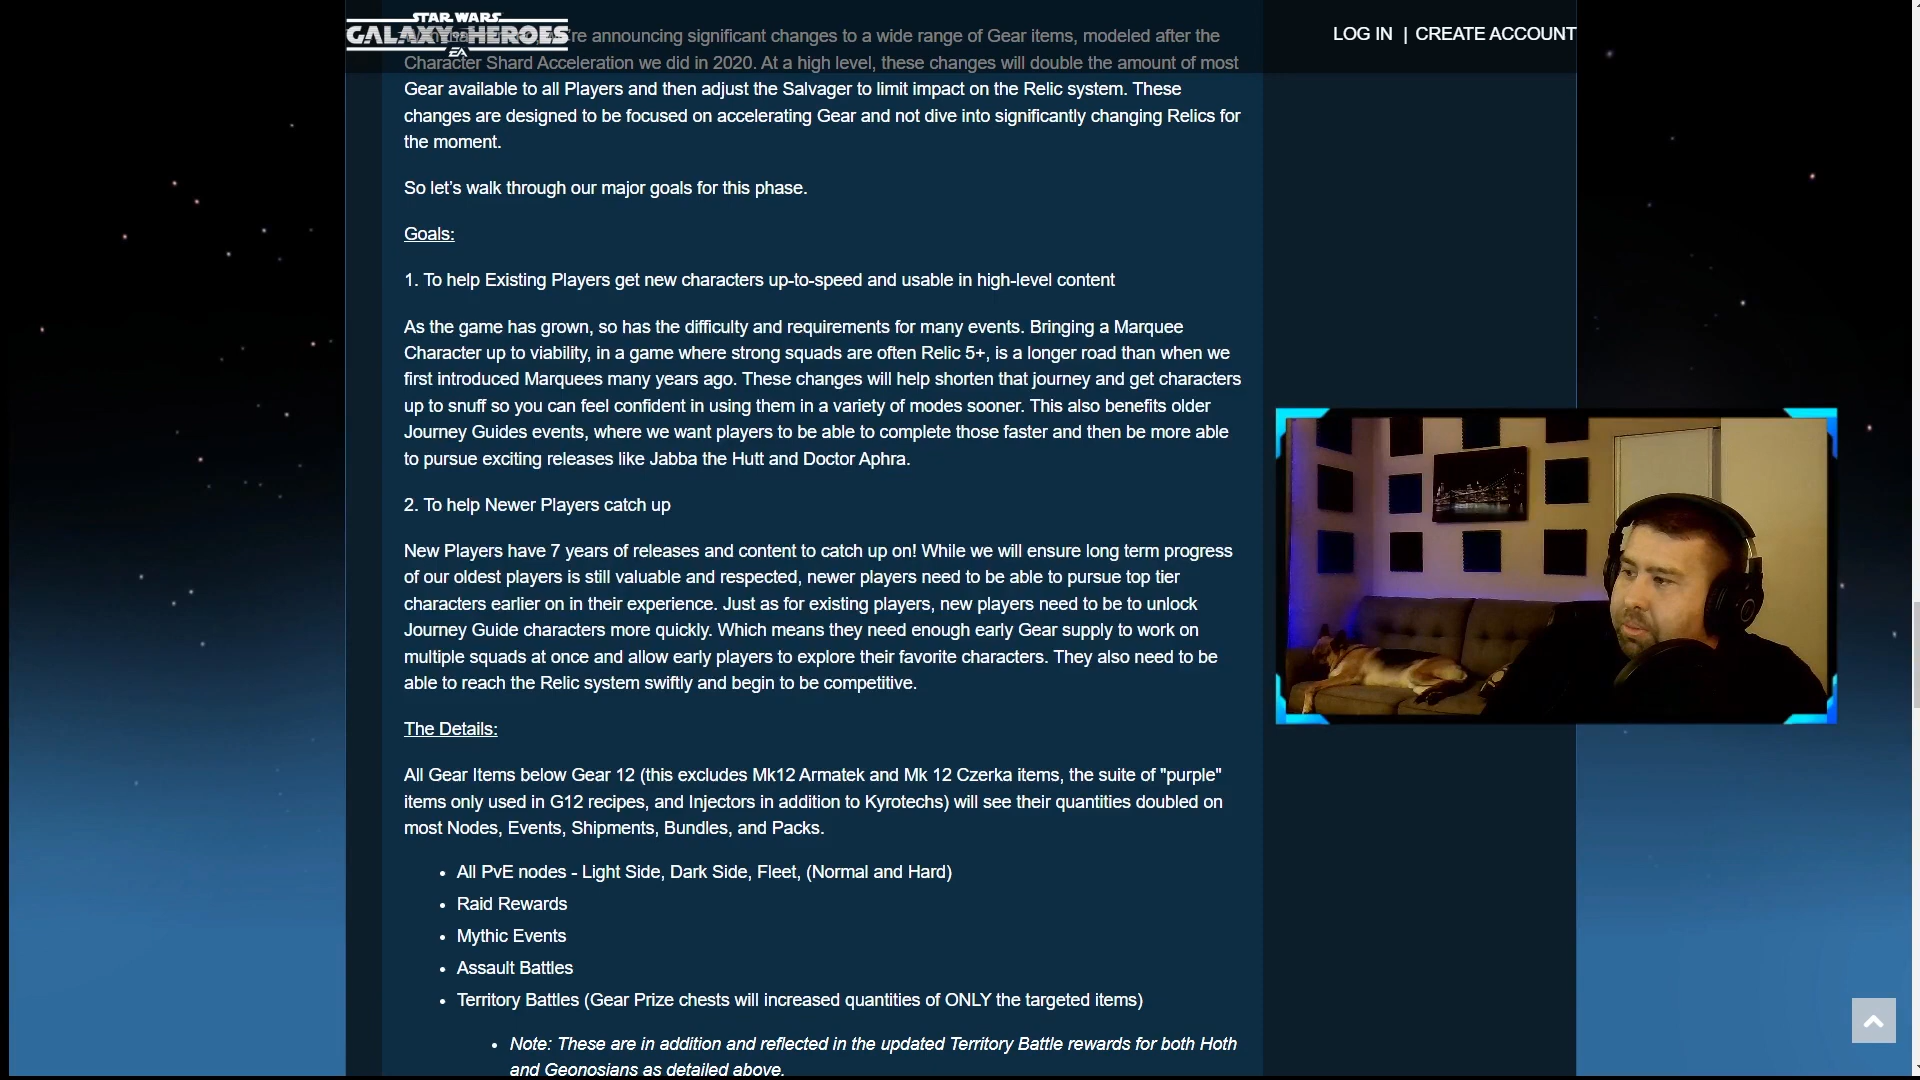 STAR WARS
GALAXY OF HEROES
EA
LOG IN | CREATE ACCOUNT
're announcing significant changes to a wide range of Gear items, modeled after the
Character Shard Acceleration we did in 2020. At a high level, these changes will double the amount of most
Gear available to all Players and then adjust the Salvager to limit impact on the Relic system. These
changes are designed to be focused on accelerating Gear and not dive into significantly changing Relics for
the moment.
So let's walk through our major goals for this phase.
Goals:
1. To help Existing Players get new characters up-to-speed and usable in high-level content
As the game has grown, so has the difficulty and requirements for many events. Bringing a Marquee
Character up to viability, in a game where strong squads are often Relic 5+, is a longer road than when we
first introduced Marquees many years ago. These changes will help shorten that journey and get characters
up to snuff so you can feel confident in using them in a variety of modes sooner. This also benefits older
Journey Guides events, where we want players to be able to complete those faster and then be more able
to pursue exciting releases like Jabba the Hutt and Doctor Aphra.
2. To help Newer Players catch up
New Players have 7 years of releases and content to catch up on! While we will ensure long term progress
of our oldest players is still valuable and respected, newer players need to be able to pursue top tier
characters earlier on in their experience. Just as for existing players, new players need to be to unlock
Journey Guide characters more quickly. Which means they need enough early Gear supply to work on
multiple squads at once and allow early players to explore their favorite characters. They also need to be
able to reach the Relic system swiftly and begin to be competitive.
The Details:
All Gear Items below Gear 12 (this excludes Mk12 Armatek and Mk 12 Czerka items, the suite of "purple"
items only used in G12 recipes, and Injectors in addition to Kyrotechs) will see their quantities doubled on
most Nodes, Events, Shipments, Bundles, and Packs.
• All PvE nodes - Light Side, Dark Side, Fleet, (Normal and Hard)
• Raid Rewards
• Mythic Events
• Assault Battles
• Territory Battles (Gear Prize chests will increased quantities of ONLY the targeted items)
• Note: These are in addition and reflected in the updated Territory Battle rewards for both Hoth
and Geonosians as detailed above.